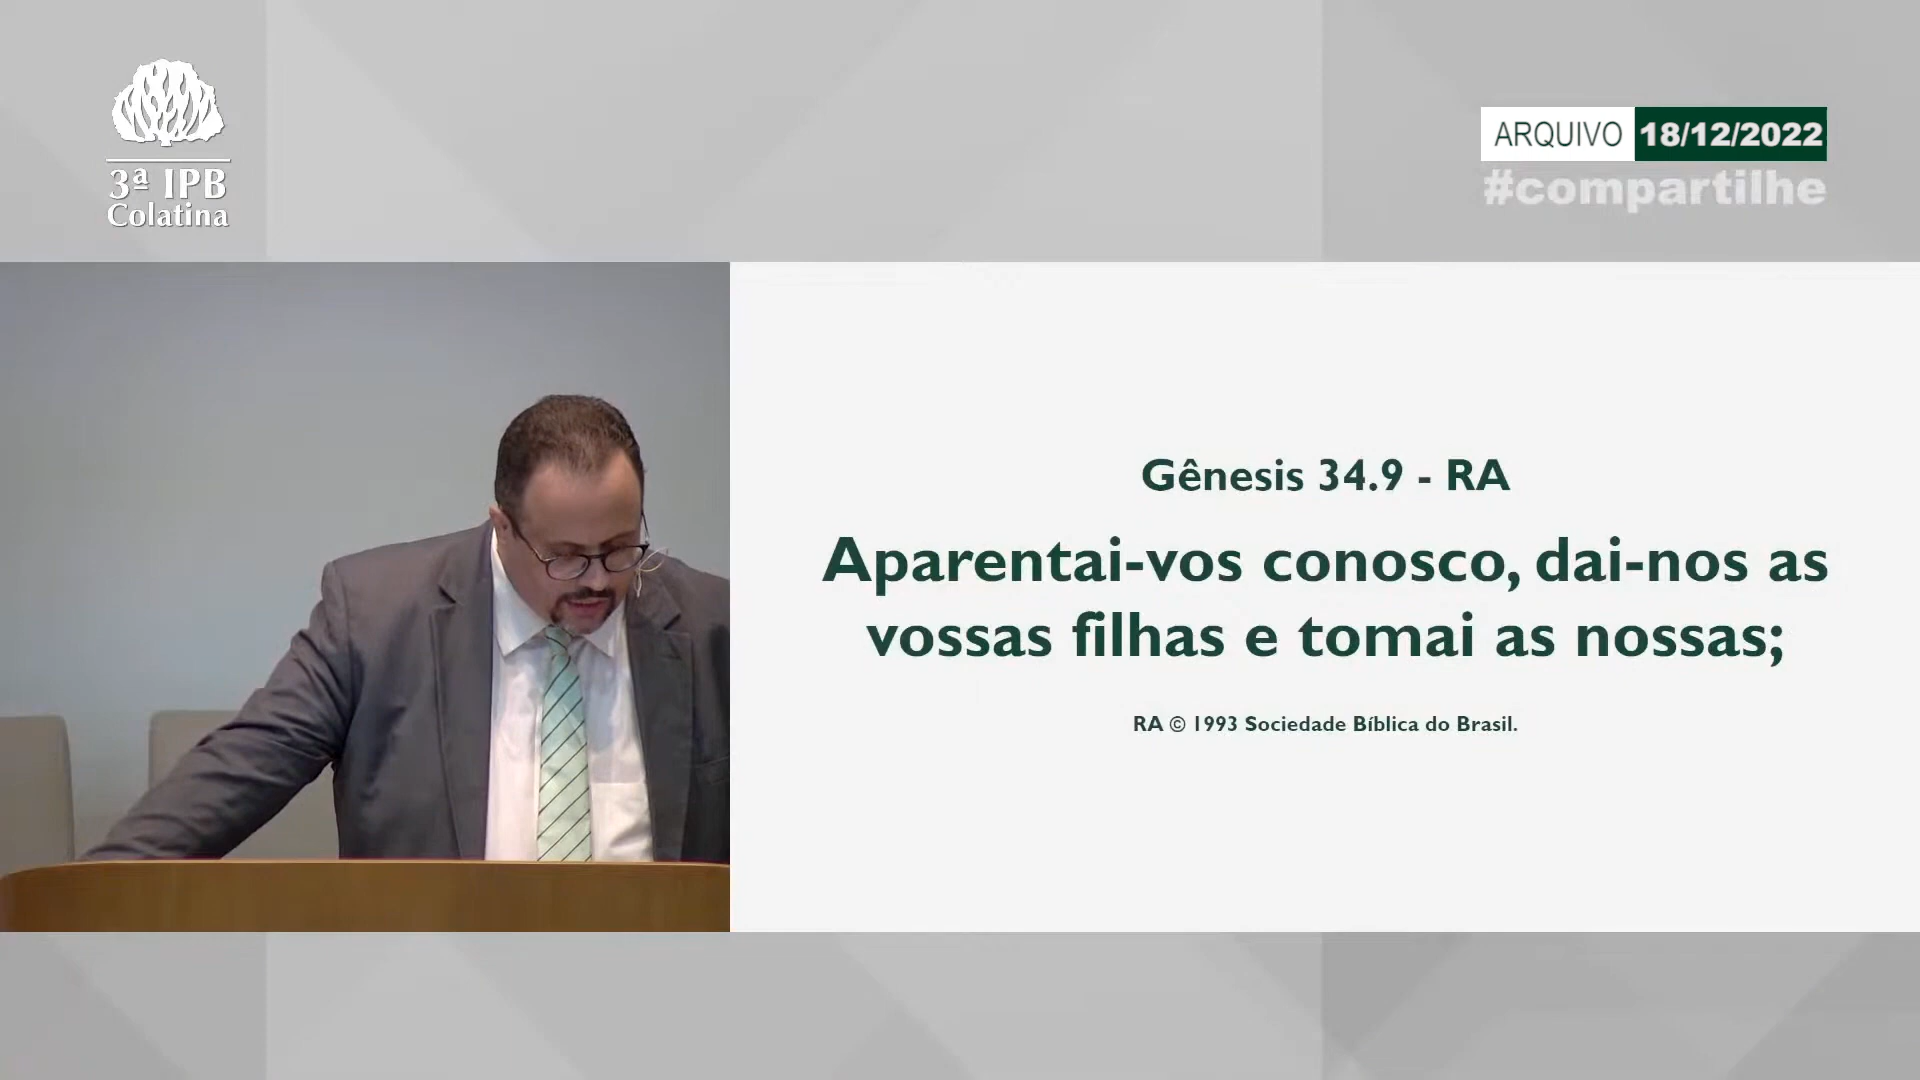 3ª IPB
Colatina
ARQUIVO 18/12/2022
#compartilhe
Gênesis 34.9 - RA
Aparentai-vos conosco, dai-nos as
vossas filhas e tomai as nossas;
RA © 1993 Sociedade Bíblica do Brasil.